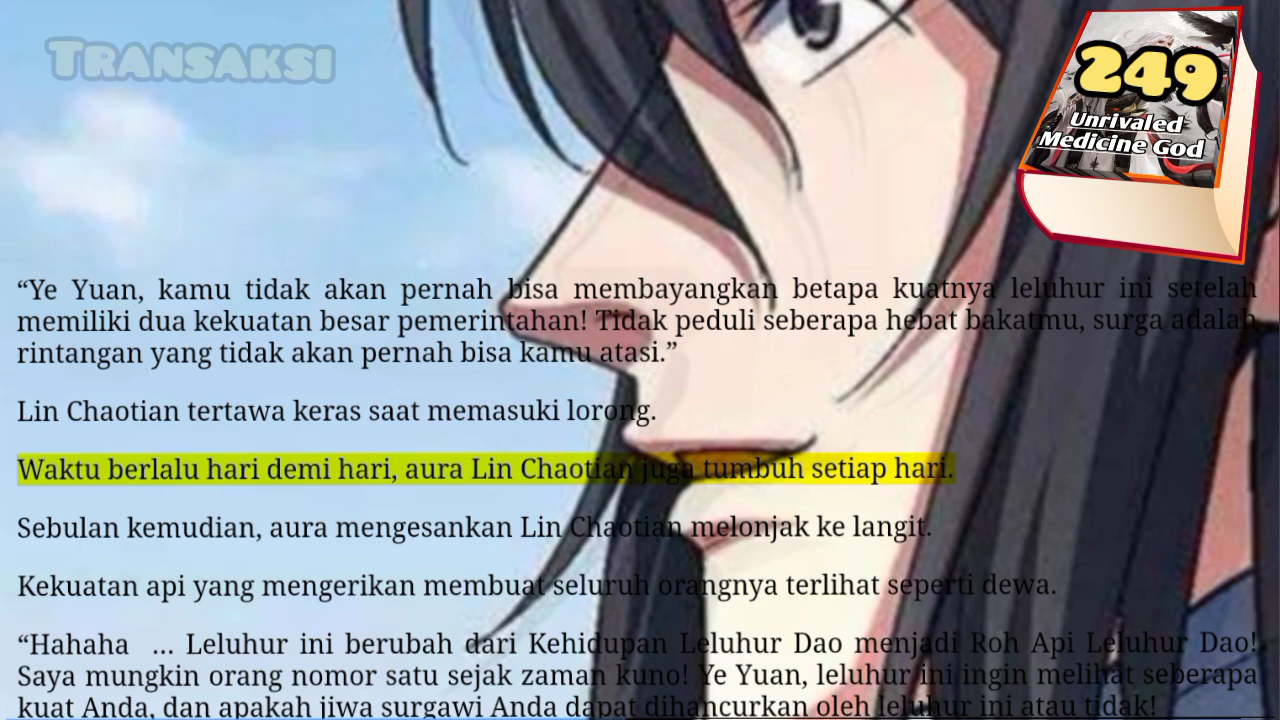 Transaksi
249
Unrivaled
Medicine God
“Ye Yuan, kamu tidak akan pernah bisa membayangkan betapa kuatnya leluhur ini setelah
memiliki dua kekuatan besar pemerintahan! Tidak peduli seberapa hebat bakatmu, surga adalah
rintangan yang tidak akan pernah bisa kamu atasi.”
Lin Chaotian tertawa keras saat memasuki lorong.
Waktu berlalu hari demi hari, aura Lin Chaotian juga tumbuh setiap hari.
Sebulan kemudian, aura mengesankan Lin Chaotian melonjak ke langit.
Kekuatan api yang mengerikan membuat seluruh orangnya terlihat seperti dewa.
“Hahaha … Leluhur ini berubah dari Kehidupan Leluhur Dao menjadi Roh Api Leluhur Dao!
Saya mungkin orang nomor satu sejak zaman kuno! Ye Yuan, leluhur ini ingin melihat seberapa
kuat Anda, dan apakah jiwa surgawi Anda dapat dihancurkan oleh leluhur ini atau tidak!